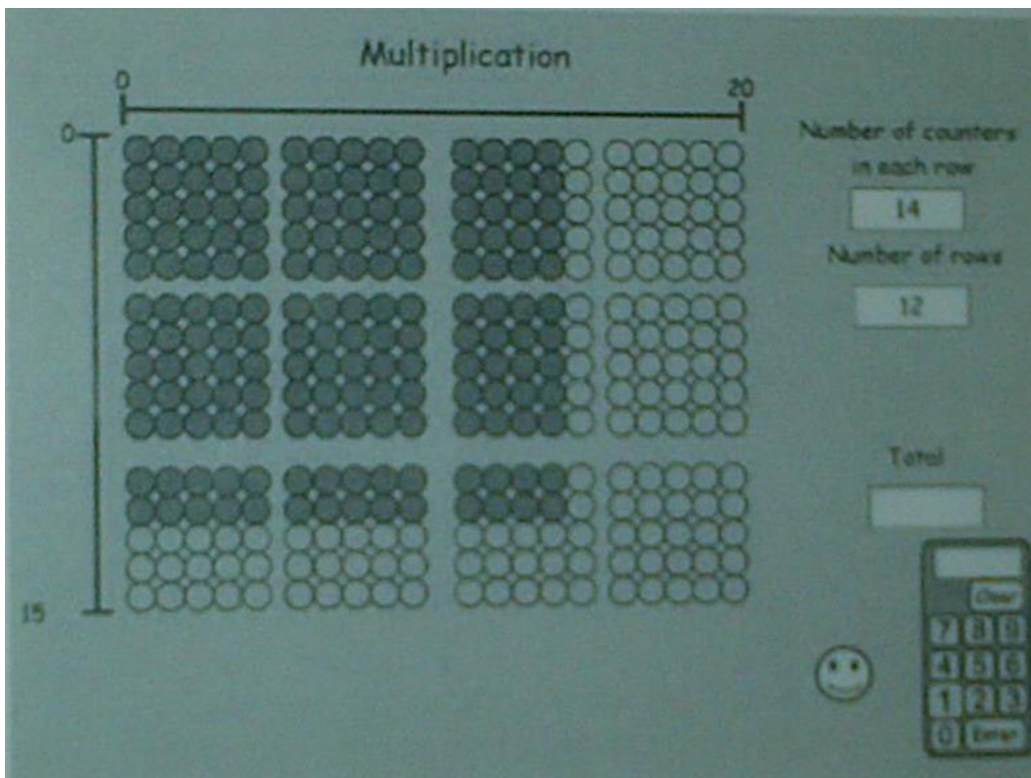 Multiplication
0
20
0
Number of counters
in each row
14
Number of rows
12
Total
15
Clear
7 8 9
4 5 6
1 2 3
0 Enter